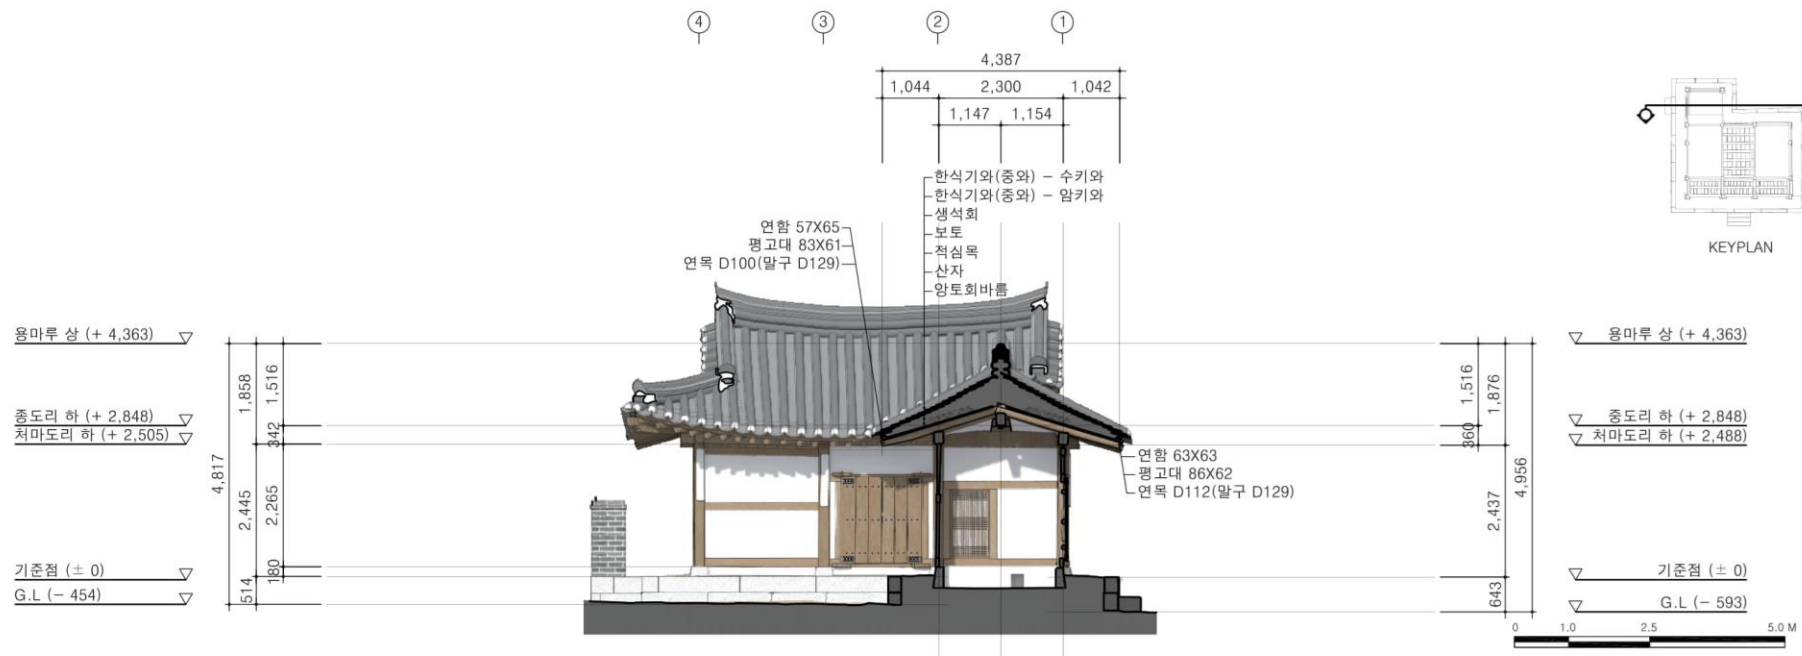 ④ ③ ② ①
4,387
1,044 2,300 1,042
1,147 1,154
한식기와(중와) - 수키와
한식기와(중와) - 암키와
생석회
보토
적심목
산자
앙토회바름
연함 57X65
평고대 83X61
연목 D100(말구 D129)
KEYPLAN
용마루 상 (+ 4,363)
종도리 하 (+ 2,848)
처마도리 하 (+ 2,505)
기준점 (± 0)
G.L (- 454)
4,817
1,858
2,445
514
1,516
342
2,265
180
연함 63X63
평고대 86X62
연목 D112(말구 D129)
1,516
360
1,876
2,437
643
4,956
용마루 상 (+ 4,363)
중도리 하 (+ 2,848)
처마도리 하 (+ 2,488)
기준점 (± 0)
G.L (- 593)
0 1.0 2.5 5.0 M